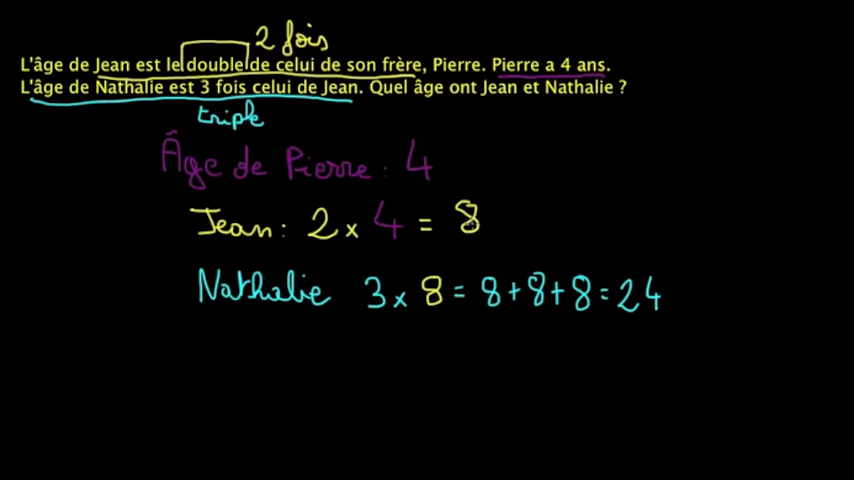 2 fois
L'âge de Jean est le double de celui de son frère, Pierre. Pierre a 4 ans.
L'âge de Nathalie est 3 fois celui de Jean. Quel âge ont Jean et Nathalie ?
triple
Âge de Pierre : 4
Jean : 2 x 4 = 8
Nathalie 3 x 8 = 8 + 8 + 8 = 24